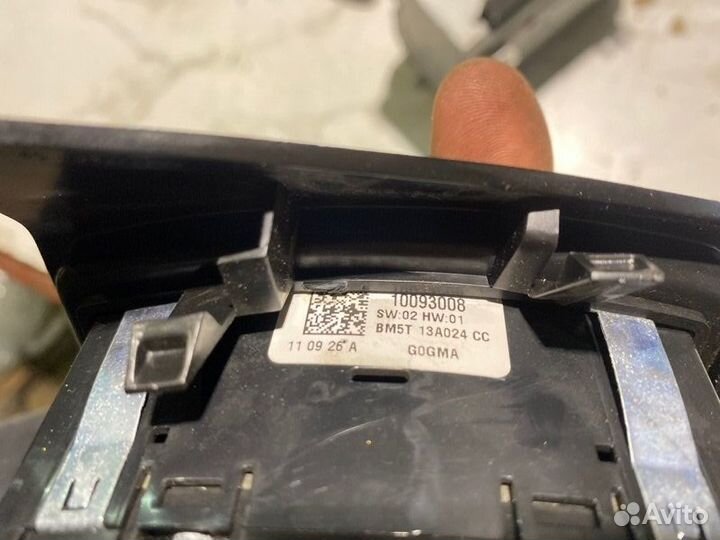 10093008
SW:02 HW:01
BM5T 13A024 CC
11 09 26 A G0GMA
Avito